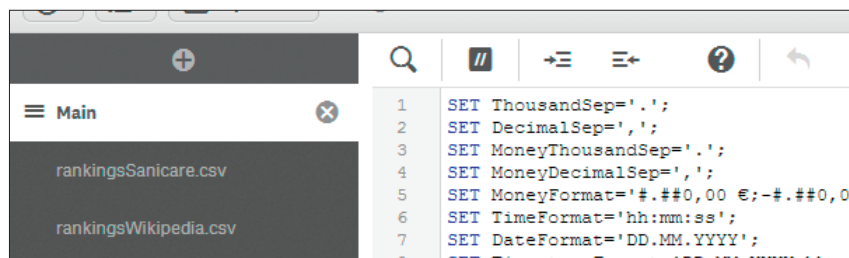 Main
rankingsSanicare.csv
rankingsWikipedia.csv
//
1 SET ThousandSep='.';
2 SET DecimalSep=',';
3 SET MoneyThousandSep='.';
4 SET MoneyDecimalSep=',';
5 SET MoneyFormat='#.##0,00 €;-#.##0,0
6 SET TimeFormat='hh:mm:ss';
7 SET DateFormat='DD.MM.YYYY';